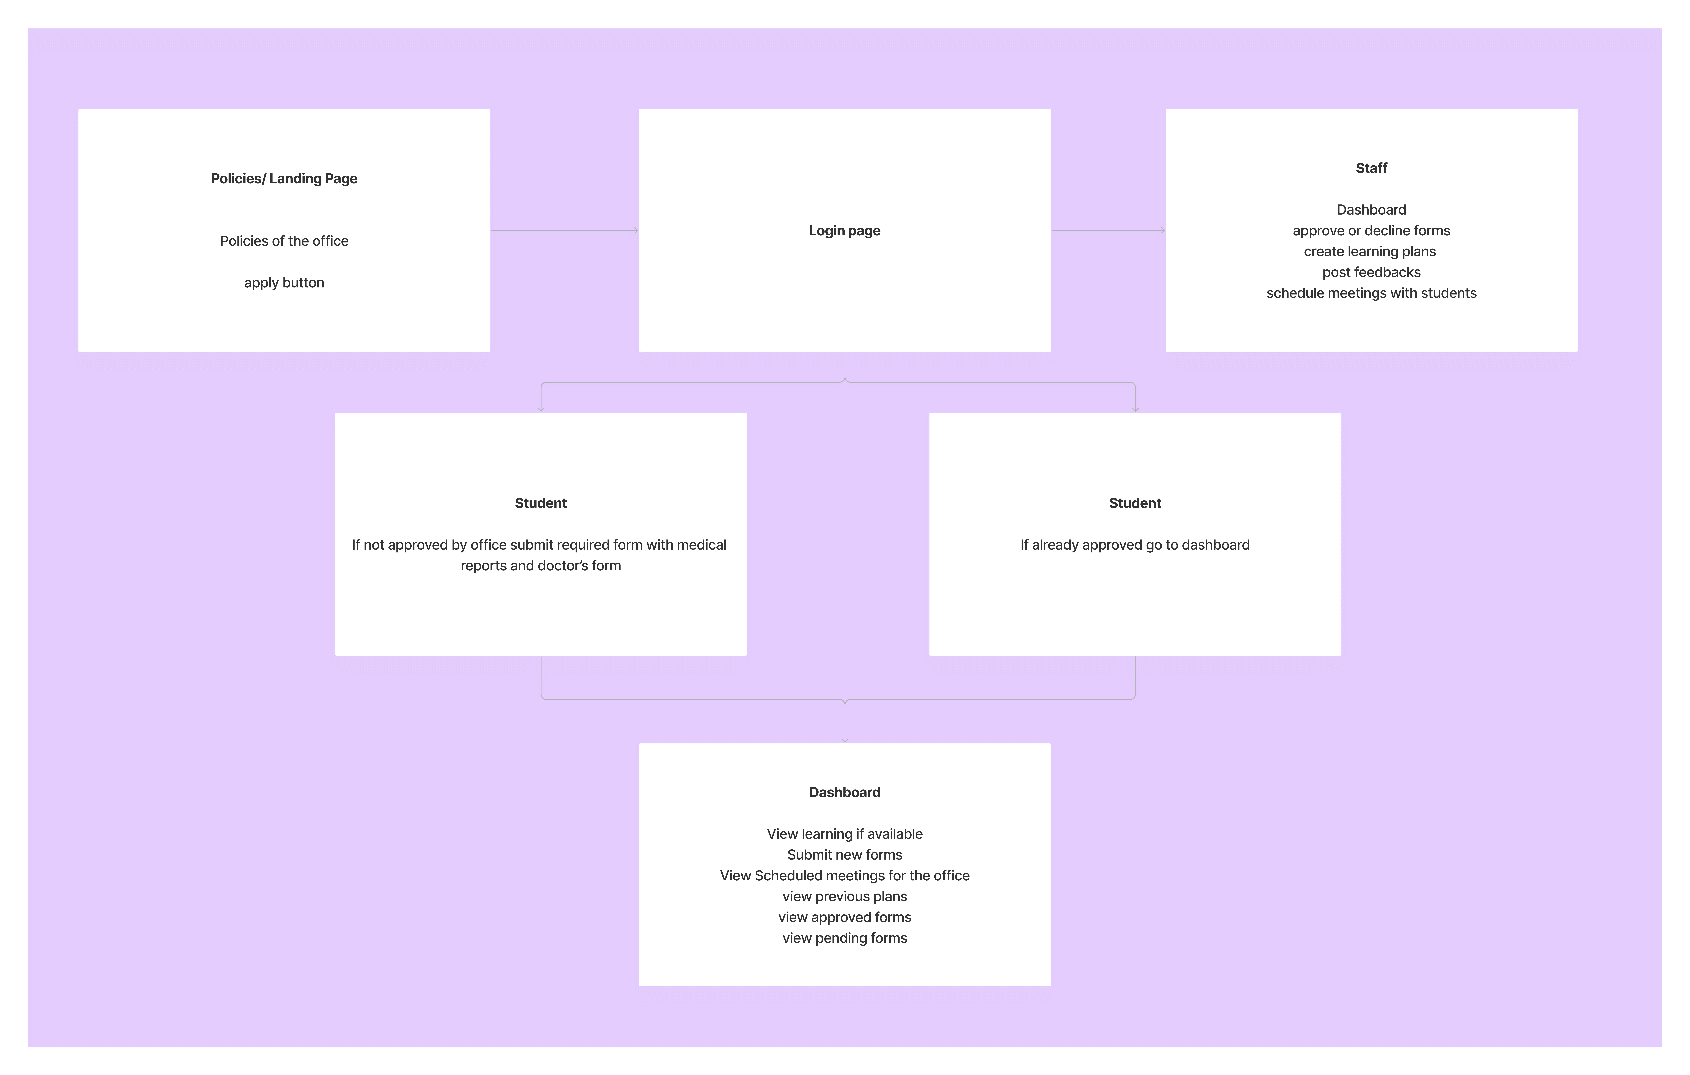 Policies/ Landing Page
Policies of the office
apply button
Login page
Staff
Dashboard
approve or decline forms
create learning plans
post feedbacks
schedule meetings with students
Student
If not approved by office submit required form with medical
reports and doctor’s form
Student
If already approved go to dashboard
Dashboard
View learning if available
Submit new forms
View Scheduled meetings for the office
view previous plans
view approved forms
view pending forms